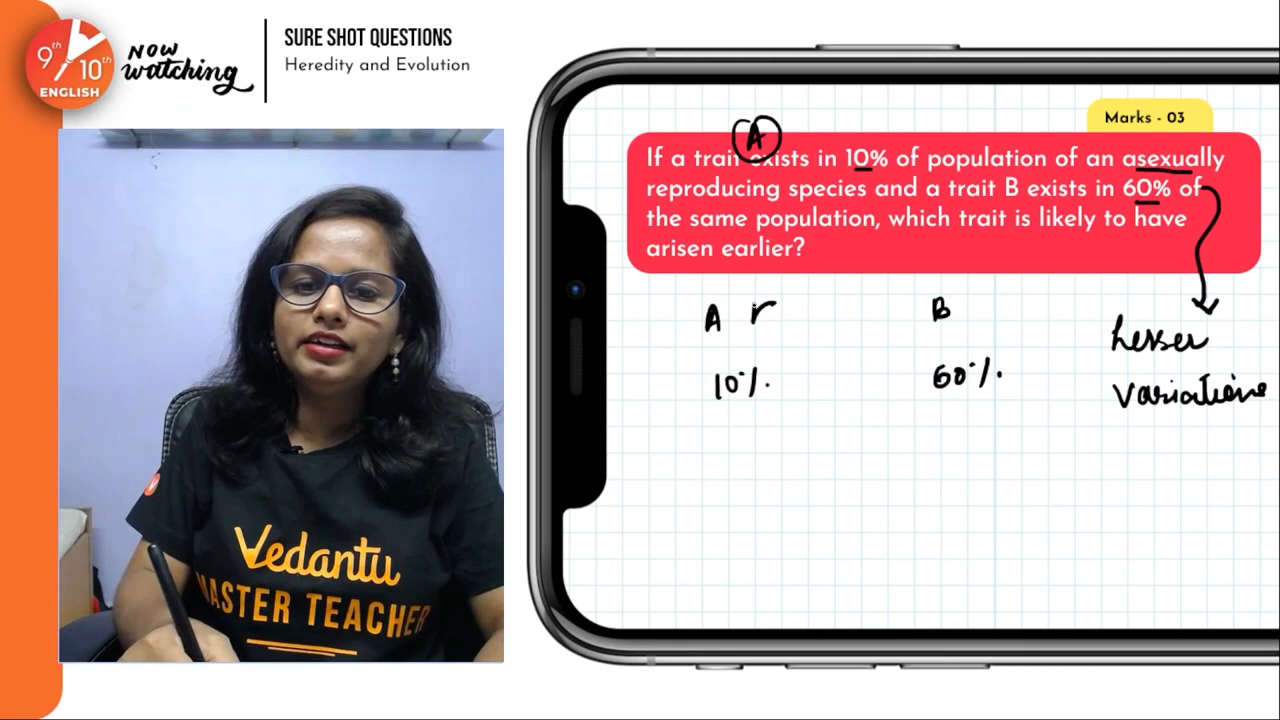 9th 10th
ENGLISH
NOW
watching
SURE SHOT QUESTIONS
Heredity and Evolution
Marks - 03
A
If a trait exists in 10% of population of an asexually
reproducing species and a trait B exists in 60% of
the same population, which trait is likely to have
arisen earlier?
A r
B
10%.
60%.
Lesser
Variations
Vedantu
MASTER TEACHER